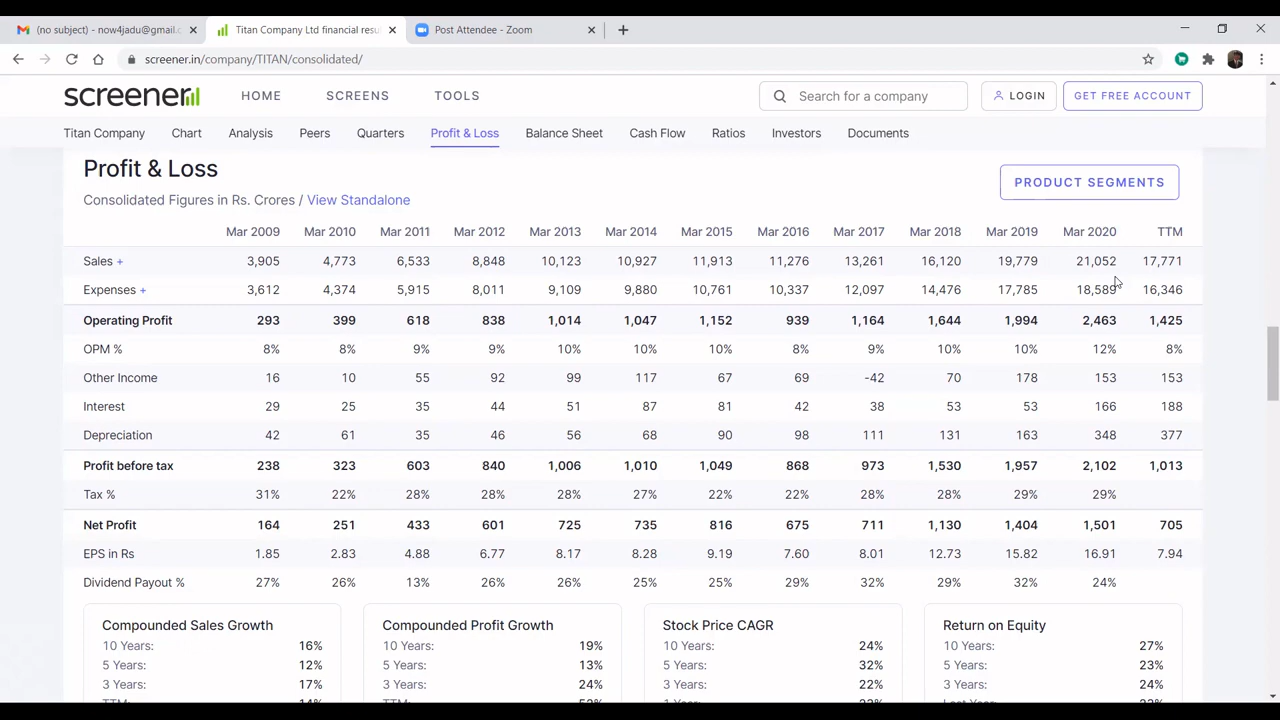 (no subject) - now4jadu@gmail.c
Titan Company Ltd financial resu
Post Attendee - Zoom
screener.in/company/TITAN/consolidated/
screener HOME SCREENS TOOLS Search for a company LOGIN GET FREE ACCOUNT
Titan Company Chart Analysis Peers Quarters Profit & Loss Balance Sheet Cash Flow Ratios Investors Documents
Profit & Loss
PRODUCT SEGMENTS
Consolidated Figures in Rs. Crores / View Standalone
Mar 2009 Mar 2010 Mar 2011 Mar 2012 Mar 2013 Mar 2014 Mar 2015 Mar 2016 Mar 2017 Mar 2018 Mar 2019 Mar 2020 TTM
Sales + 3,905 4,773 6,533 8,848 10,123 10,927 11,913 11,276 13,261 16,120 19,779 21,052 17,771
Expenses + 3,612 4,374 5,915 8,011 9,109 9,880 10,761 10,337 12,097 14,476 17,785 18,589 16,346
Operating Profit 293 399 618 838 1,014 1,047 1,152 939 1,164 1,644 1,994 2,463 1,425
OPM % 8% 8% 9% 9% 10% 10% 10% 8% 9% 10% 10% 12% 8%
Other Income 16 10 55 92 99 117 67 69 -42 70 178 153 153
Interest 29 25 35 44 51 87 81 42 38 53 53 166 188
Depreciation 42 61 35 46 56 68 90 98 111 131 163 348 377
Profit before tax 238 323 603 840 1,006 1,010 1,049 868 973 1,530 1,957 2,102 1,013
Tax % 31% 22% 28% 28% 28% 27% 22% 22% 28% 28% 29% 29%
Net Profit 164 251 433 601 725 735 816 675 711 1,130 1,404 1,501 705
EPS in Rs 1.85 2.83 4.88 6.77 8.17 8.28 9.19 7.60 8.01 12.73 15.82 16.91 7.94
Dividend Payout % 27% 26% 13% 26% 26% 25% 25% 29% 32% 29% 32% 24%
Compounded Sales Growth
10 Years: 16%
5 Years: 12%
3 Years: 17%
Compounded Profit Growth
10 Years: 19%
5 Years: 13%
3 Years: 24%
Stock Price CAGR
10 Years: 24%
5 Years: 32%
3 Years: 22%
Return on Equity
10 Years: 27%
5 Years: 23%
3 Years: 24%